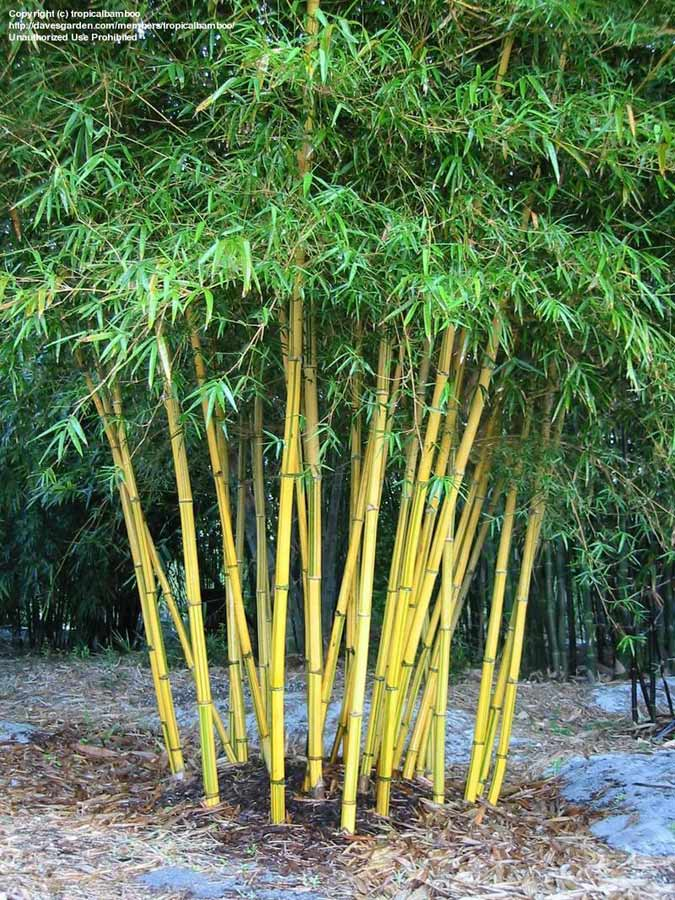 Copyright (c) tropicalbamboo
http://davesgarden.com/members/tropicalbamboo/
Unauthorized Use Prohibited